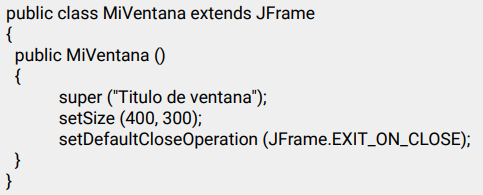 public class MiVentana extends JFrame
{
public MiVentana ()
{
super ("Titulo de ventana");
setSize (400, 300);
setDefaultCloseOperation (JFrame.EXIT_ON_CLOSE);
}
}